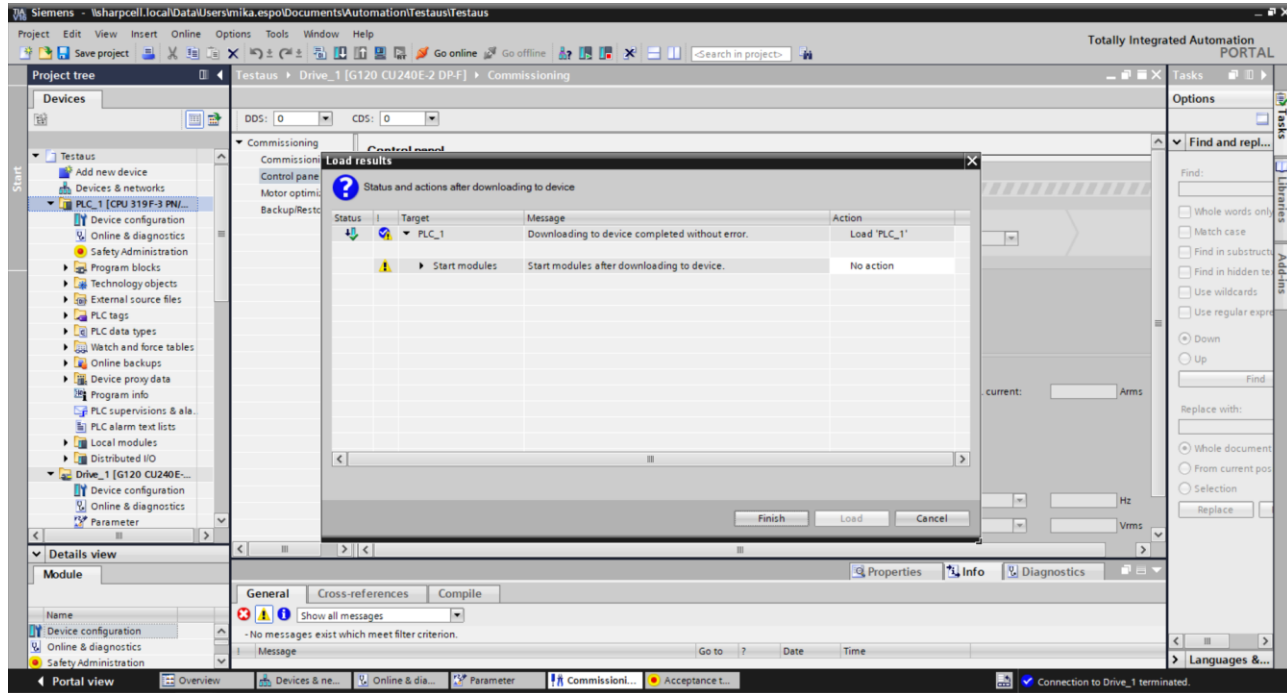 Siemens - \\sharpcell.local\Data\Users\mika.espo\Documents\Automation\Testaus\Testaus
Project Edit View Insert Online Options Tools Window Help
Totally Integrated Automation
PORTAL
Save project
Go online
Go offline
<Search in project>
Project tree
Testaus ▸ Drive_1 [G120 CU240E-2 DP-F] ▸ Commissioning
Tasks
Devices
Options
DDS: 0
CDS: 0
Testaus
Add new device
Devices & networks
PLC_1 [CPU 319F-3 PN/...
Device configuration
Online & diagnostics
Safety Administration
Program blocks
Technology objects
External source files
PLC tags
PLC data types
Watch and force tables
Online backups
Device proxy data
Program info
PLC supervisions & ala..
PLC alarm text lists
Local modules
Distributed I/O
Drive_1 [G120 CU240E-...
Device configuration
Online & diagnostics
Parameter
Start
Commissioning
Commissioni
Control pane
Motor optimi
Backup/Resto
Control panel
Load results
Status and actions after downloading to device
Status ! Target Message Action
PLC_1 Downloading to device completed without error. Load 'PLC_1'
Start modules Start modules after downloading to device. No action
Finish
Load
Cancel
current:
Arms
Hz
Vrms
Find and repl...
Find:
Whole words only
Match case
Find in substructu
Find in hidden te
Use wildcards
Use regular expre
Down
Up
Find
Replace with:
Whole document
From current pos
Selection
Replace
Languages &...
Tasks
Libraries
Add-ins
Details view
Module
Name
Device configuration
Online & diagnostics
Safety Administration
Properties
Info
Diagnostics
General
Cross-references
Compile
Show all messages
-No messages exist which meet filter criterion.
! Message Go to ? Date Time
Portal view
Overview
Devices & ne...
Online & dia...
Parameter
Commissioni...
Acceptance t...
Connection to Drive_1 terminated.